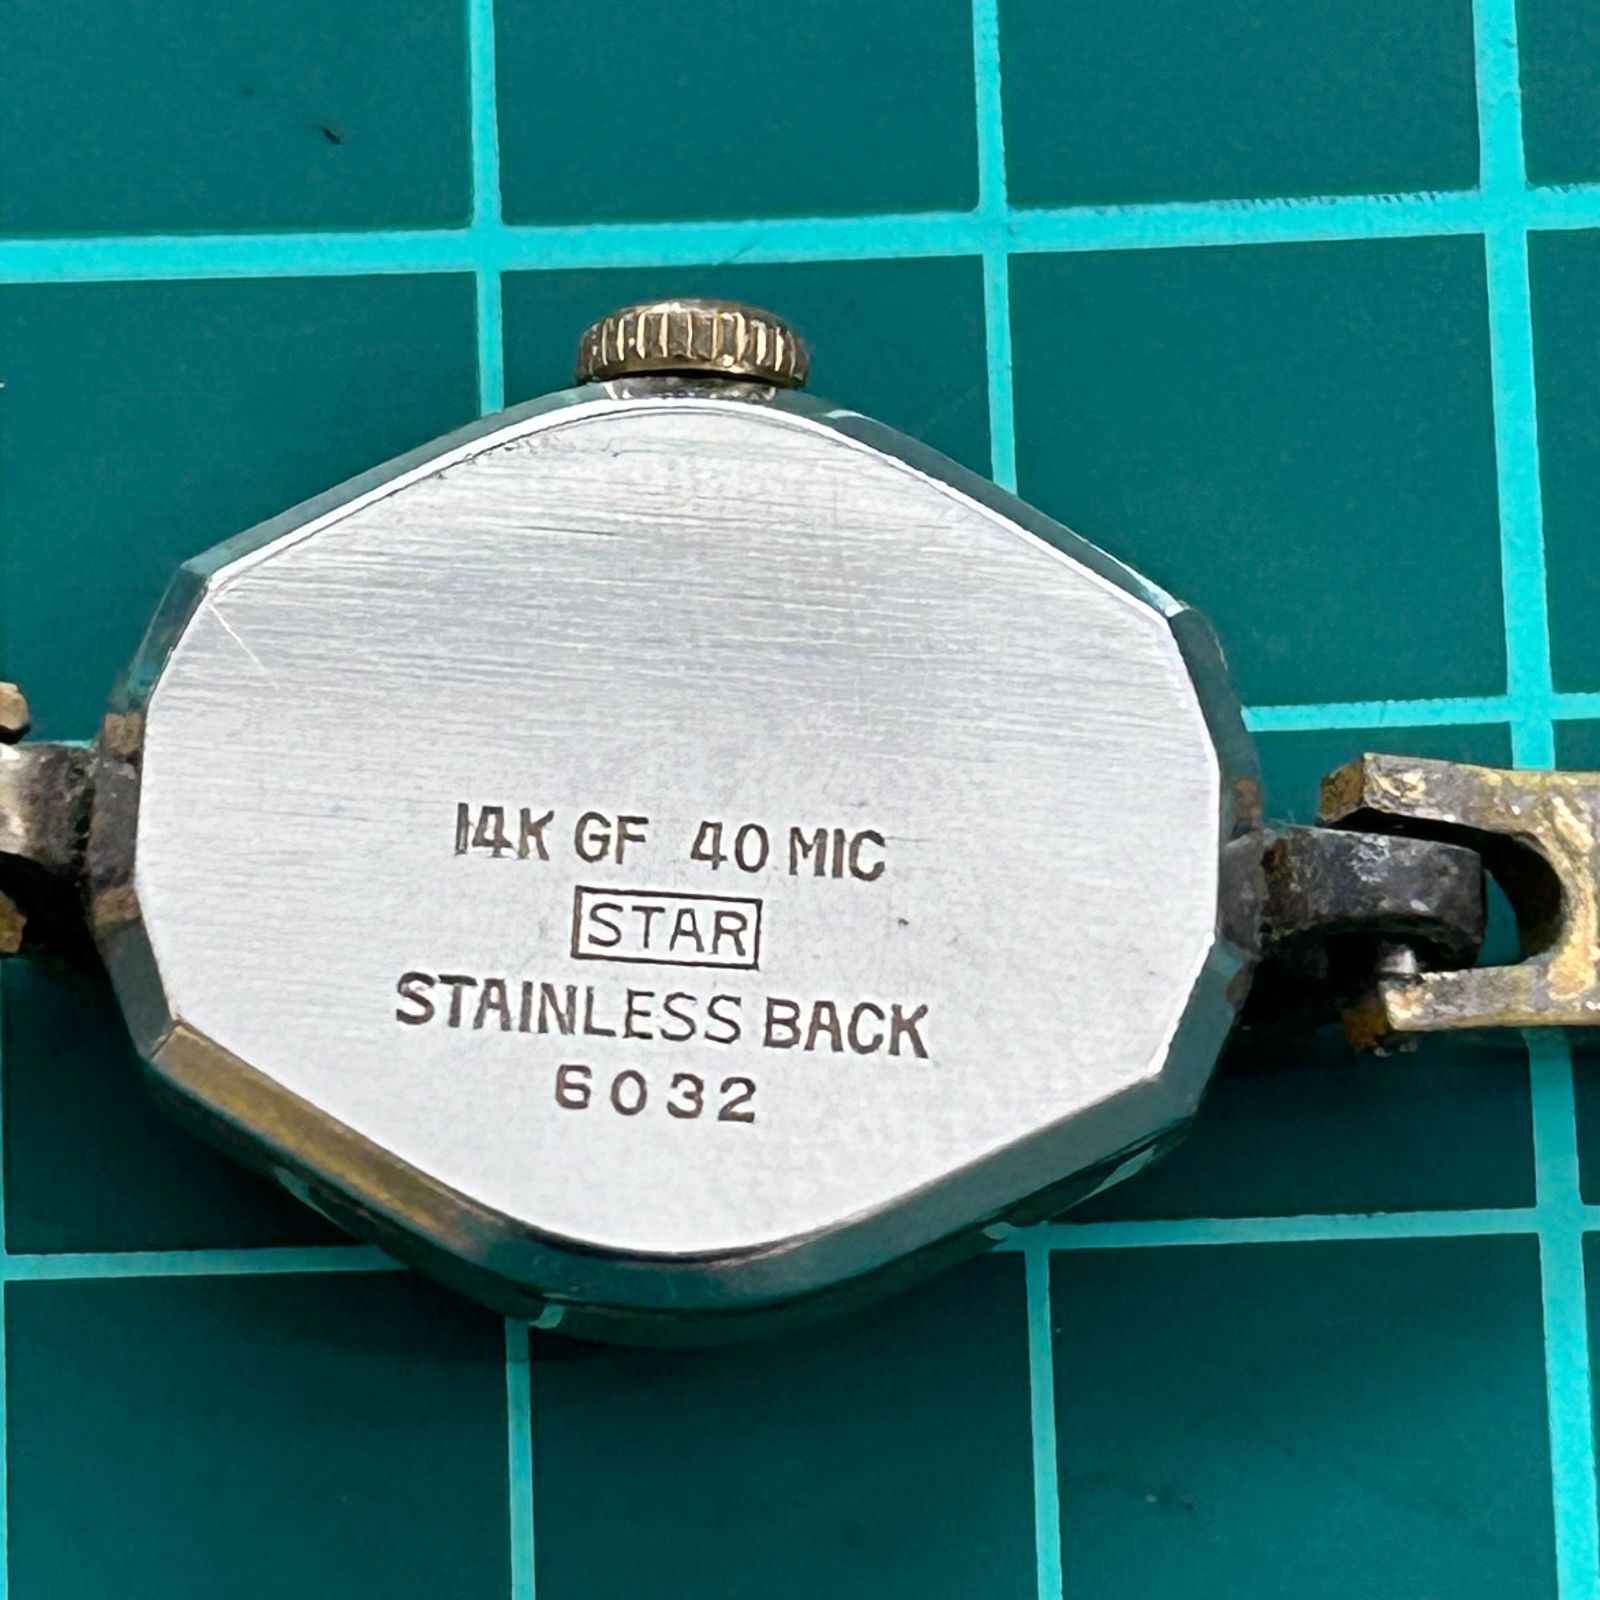 14K GF 40 MIC
STAR
STAINLESS BACK
6032